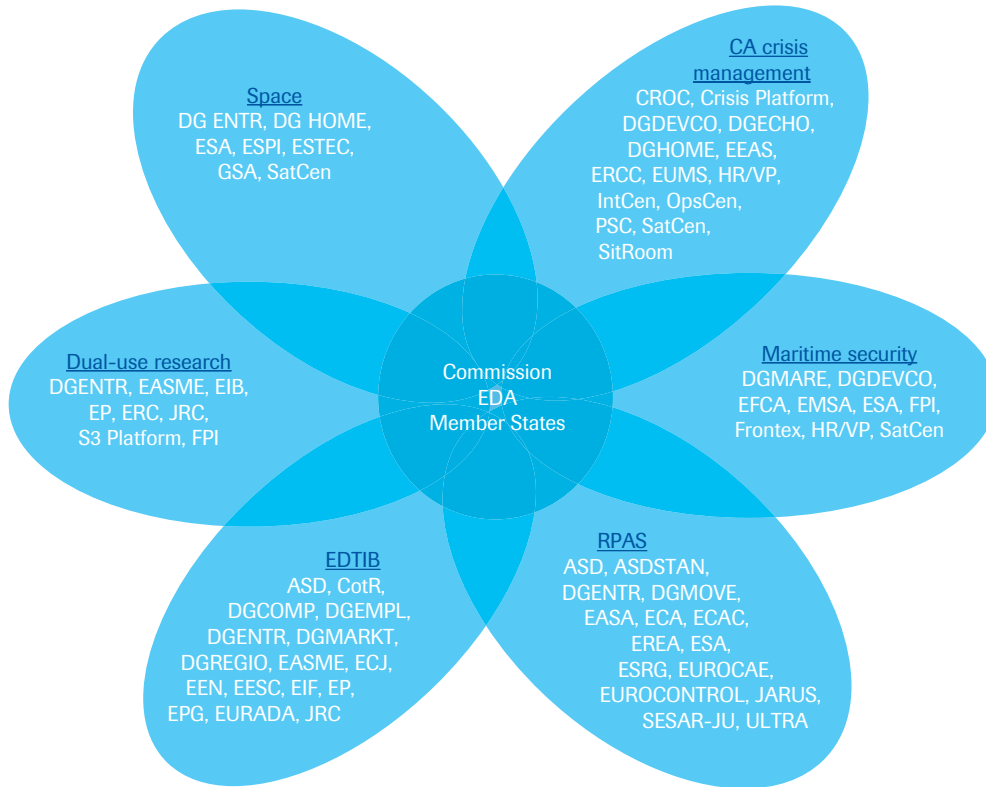 Space
DG ENTR, DG HOME,
ESA, ESPI, ESTEC,
GSA, SatCen
CA crisis
management
CROC, Crisis Platform,
DGDEVCO, DGECHO,
DGHOME, EEAS,
ERCC, EUMS, HR/VP,
IntCen, OpsCen,
PSC, SatCen,
SitRoom
Dual-use research
DGENTR, EASME, EIB,
EP, ERC, JRC,
S3 Platform, FPI
Commission
EDA
Member States
Maritime security
DGMARE, DGDEVCO,
EFCA, EMSA, ESA, FPI,
Frontex, HR/VP, SatCen
EDTIB
ASD, CotR,
DGCOMP, DGEMPL,
DGENTR, DGMARKT,
DGREGIO, EASME, ECJ,
EEN, EESC, EIF, EP,
EPG, EURADA, JRC
RPAS
ASD, ASDSTAN,
DGENTR, DGMOVE,
EASA, ECA, ECAC,
EREA, ESA,
ESRG, EUROCAE,
EUROCONTROL, JARUS,
SESAR-JU, ULTRA